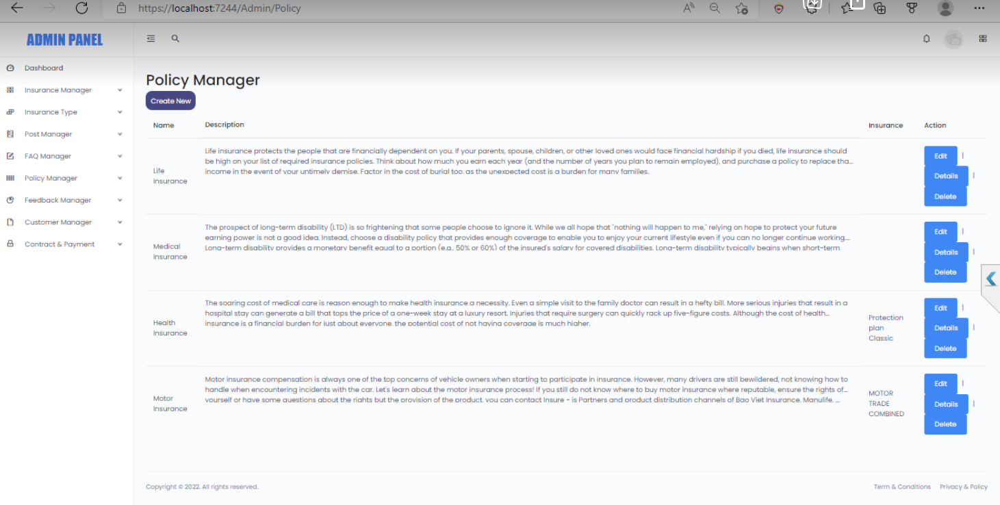 https://localhost:7244/Admin/Policy
ADMIN PANEL
Dashboard
Insurance Manager
Insurance Type
Post Manager
FAQ Manager
Policy Manager
Feedback Manager
Customer Manager
Contract & Payment
Policy Manager
Create New
Name Description Insurance Action
Life
Insurance
Life insurance protects the people that are financially dependent on you. If your parents, spouse, children, or other loved ones would face financial hardship if you died, life insurance should
be high on your list of required insurance policies. Think about how much you earn each year (and the number of years you plan to remain employed), and purchase a policy to replace tha...
income in the event of your untimely demise. Factor in the cost of burial too, as the unexpected cost is a burden for many families.
Edit |
Details |
Delete
Medical
Insurance
The prospect of long-term disability (LTD) is so frightening that some people choose to ignore it. While we all hope that "nothing will happen to me," relying on hope to protect your future
earning power is not a good idea. Instead, choose a disability policy that provides enough coverage to enable you to enjoy your current lifestyle even if you can no longer continue working....
Long-term disability provides a monetary benefit equal to a portion (e.g., 50% or 60%) of the insured's salary for covered disabilities. Long-term disability typically begins when short-term
Edit |
Details |
Delete
Health
Insurance
The soaring cost of medical care is reason enough to make health insurance a necessity. Even a simple visit to the family doctor can result in a hefty bill. More serious injuries that result in a
hospital stay can generate a bill that tops the price of a one-week stay at a luxury resort. Injuries that require surgery can quickly rack up five-figure costs. Although the cost of health...
insurance is a financial burden for just about everyone, the potential cost of not having coverage is much higher.
Protection
plan
Classic
Edit |
Details |
Delete
Motor
Insurance
Motor insurance compensation is always one of the top concerns of vehicle owners when starting to participate in insurance. However, many drivers are still bewildered, not knowing how to
handle when encountering incidents with the car. Let's learn about the motor insurance process! If you still do not know where to buy motor insurance where reputable, ensure the rights of...
yourself or have some questions about the rights but the provision of the product, you can contact Insure - is Partners and product distribution channels of Bao Viet Insurance, Manulife, ...
MOTOR
TRADE
COMBINED
Edit |
Details |
Delete
Copyright © 2022. All rights reserved.
Term & Conditions Privacy & Policy